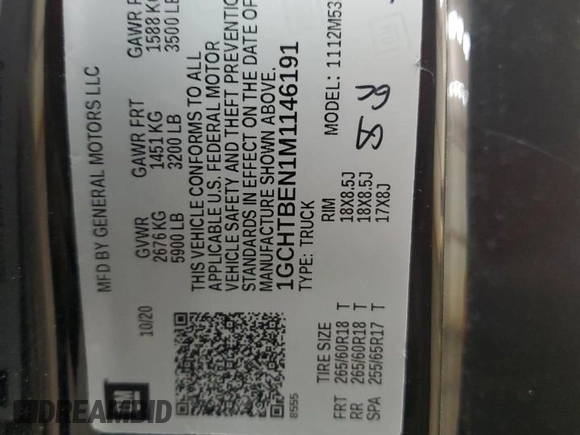 MFD BY GENERAL MOTORS LLC
10/20
GVWR GAWR FRT GAWR
2676 KG 1451 KG 1588
5900 LB 3200 LB 3500 LB
THIS VEHICLE CONFORMS TO ALL
APPLICABLE U.S. FEDERAL MOTOR
VEHICLE SAFETY AND THEFT PREVENTION
STANDARDS IN EFFECT ON THE DATE OF
MANUFACTURE SHOWN ABOVE.
1GCHTBEN1M1146191
TYPE: TRUCK MODEL: 1112M53
8555
TIRE SIZE RIM
FRT 265/60R18 T 18X8.5J
RR 265/60R18 T 18X8.5J
SPA 255/65R17 T 17X8J
GM
DREAMBID